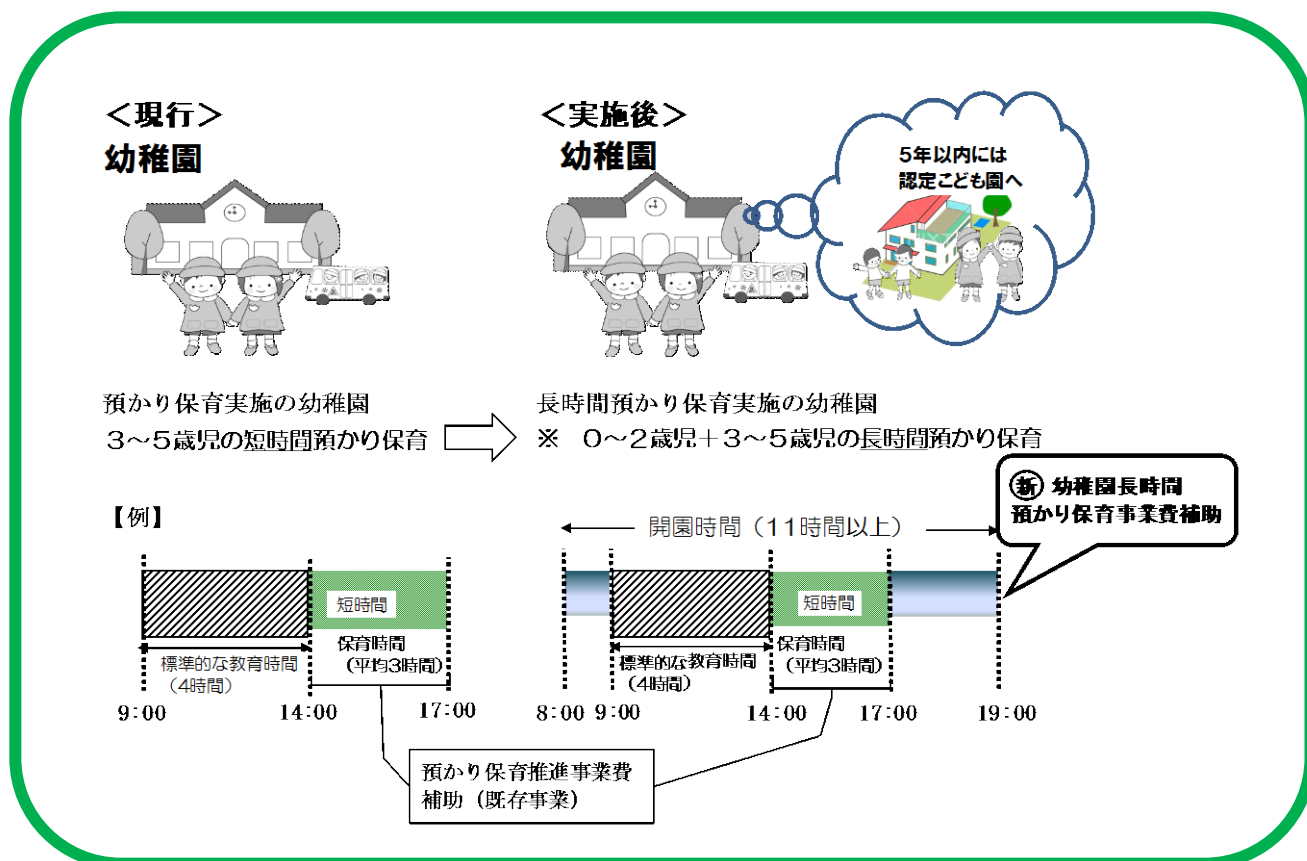 ＜現行＞
幼稚園
＜実施後＞
幼稚園
5年以内には
認定こども園へ
預かり保育実施の幼稚園
３～５歳児の短時間預かり保育
長時間預かり保育実施の幼稚園
※　０～２歳児＋３～５歳児の長時間預かり保育
新 幼稚園長時間
預かり保育事業費補助
【例】
短時間
標準的な教育時間
（4時間）
保育時間
（平均3時間）
9:00
14:00
17:00
開園時間（11時間以上）
短時間
標準的な教育時間
（4時間）
保育時間
（平均3時間）
8:00
9:00
14:00
17:00
19:00
預かり保育推進事業費
補助（既存事業）